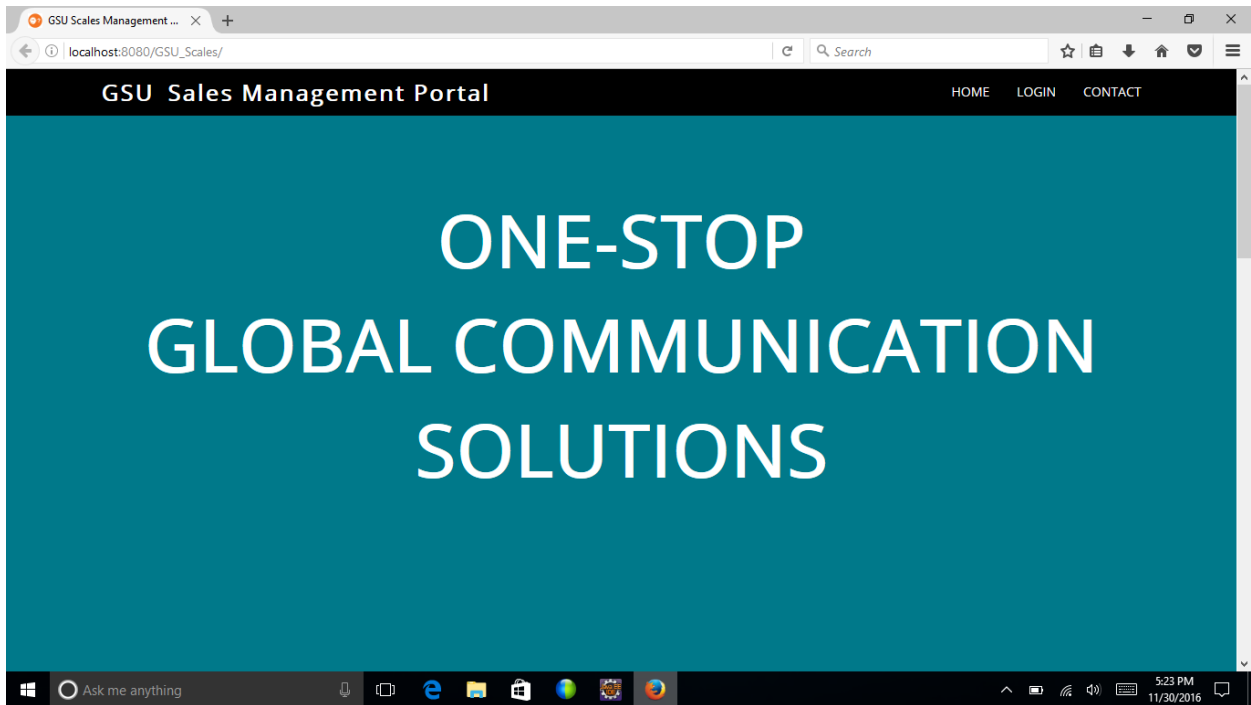 GSU Scales Management ...
localhost:8080/GSU_Scales/
Search
GSU Sales Management Portal
HOME LOGIN CONTACT
ONE-STOP
GLOBAL COMMUNICATION
SOLUTIONS
Ask me anything
5:23 PM
11/30/2016